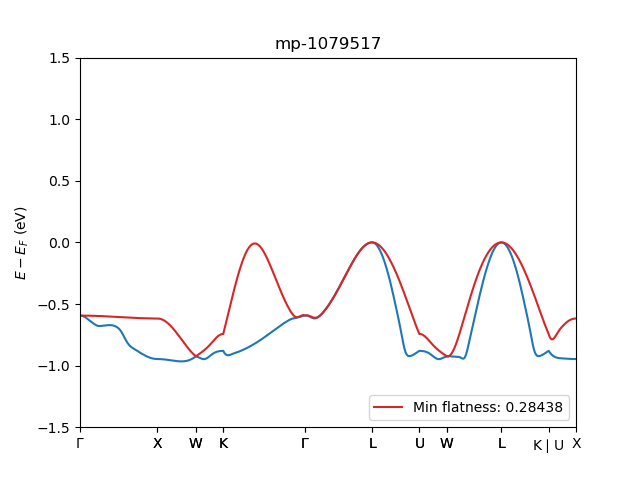 mp-1079517
E − E_F (eV)
1.5
1.0
0.5
0.0
−0.5
−1.0
−1.5
Γ X W K Γ L U W L K | U X
Min flatness: 0.28438